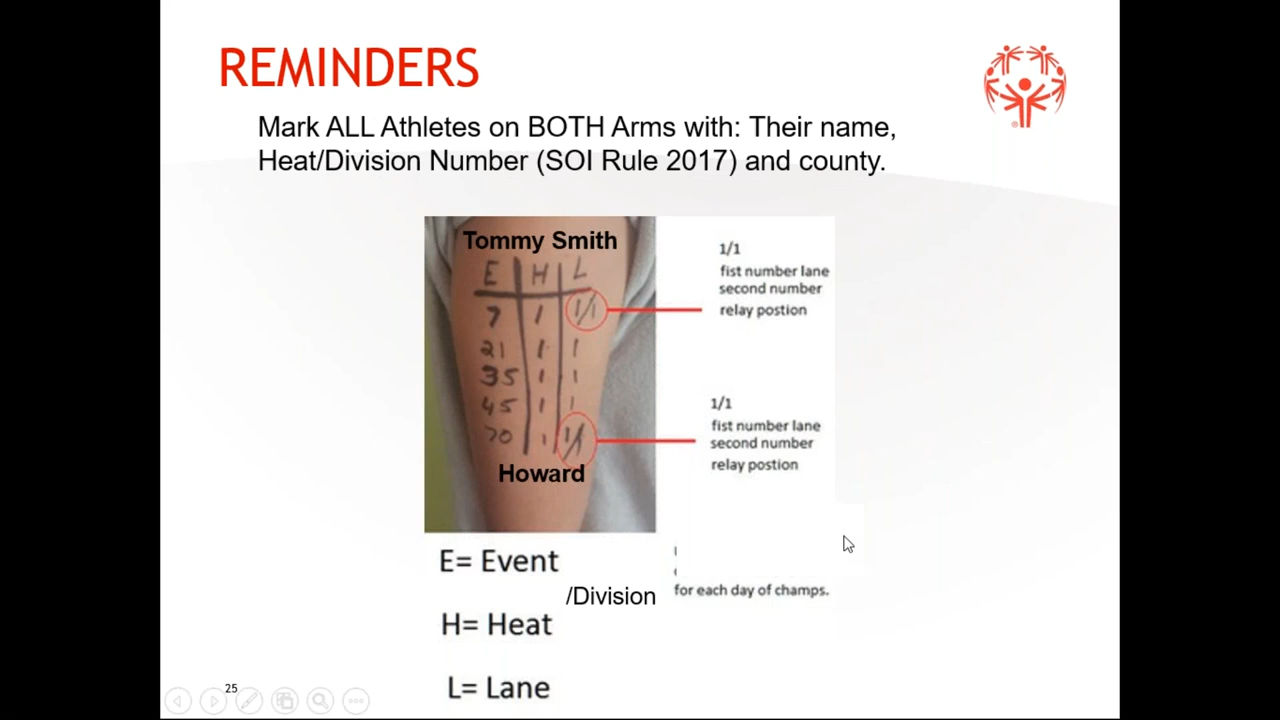 REMINDERS
Mark ALL Athletes on BOTH Arms with: Their name,
Heat/Division Number (SOI Rule 2017) and county.
Tommy Smith
E H L
7 1 1/1
21 1 1
35 1 1
45 1 1
70 1 1/1
Howard
1/1
fist number lane
second number
relay postion
1/1
fist number lane
second number
relay postion
E= Event
/Division
for each day of champs.
H= Heat
L= Lane
25